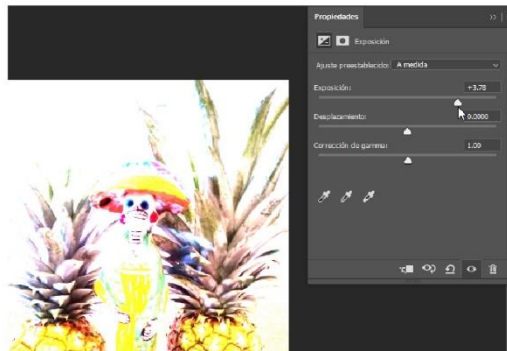 Propiedades
Exposición
Ajuste preestablecido: A medida
Exposición: +3.78
Desplazamiento: 0.0000
Corrección de gamma: 1.00